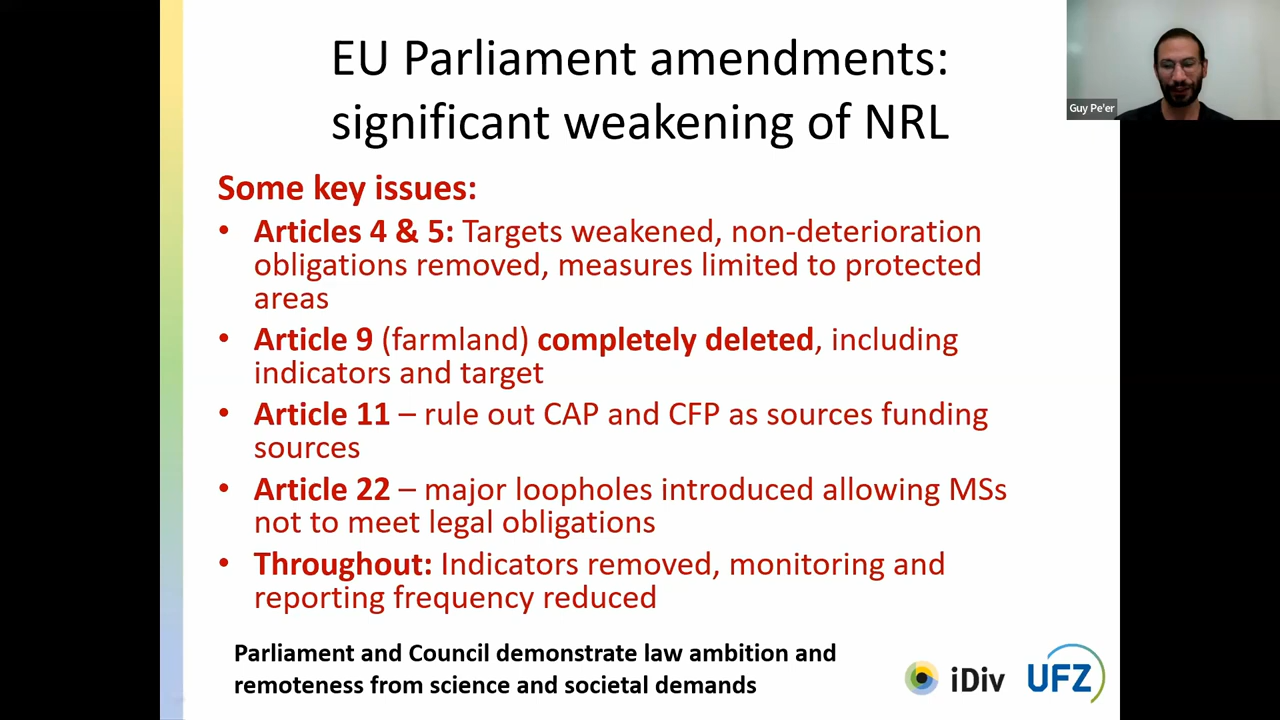 EU Parliament amendments:
significant weakening of NRL
Guy Pe'er
Some key issues:
• Articles 4 & 5: Targets weakened, non-deterioration
obligations removed, measures limited to protected
areas
• Article 9 (farmland) completely deleted, including
indicators and target
• Article 11 – rule out CAP and CFP as sources funding
sources
• Article 22 – major loopholes introduced allowing MSs
not to meet legal obligations
• Throughout: Indicators removed, monitoring and
reporting frequency reduced
Parliament and Council demonstrate law ambition and
remoteness from science and societal demands
iDiv
UFZ